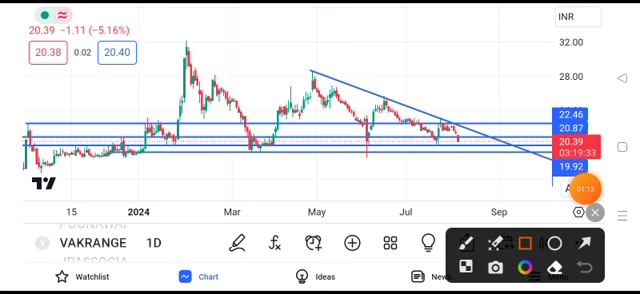 INR
20.39 −1.11 (−5.16%)
20.38 0.02 20.40
32.00
28.00
22.46
20.87
20.39
03:19:33
19.92
01:13
15 2024 Mar May Jul Sep
V VAKRANGE 1D
Watchlist Chart Ideas News